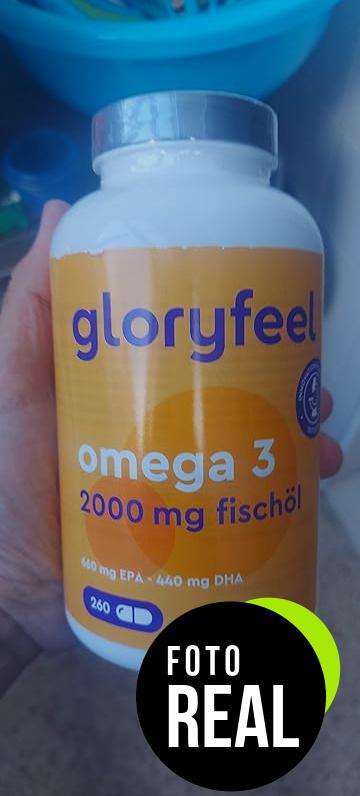 gloryfeel
omega 3
2000 mg fischöl
660 mg EPA - 440 mg DHA
260
FOTO
REAL